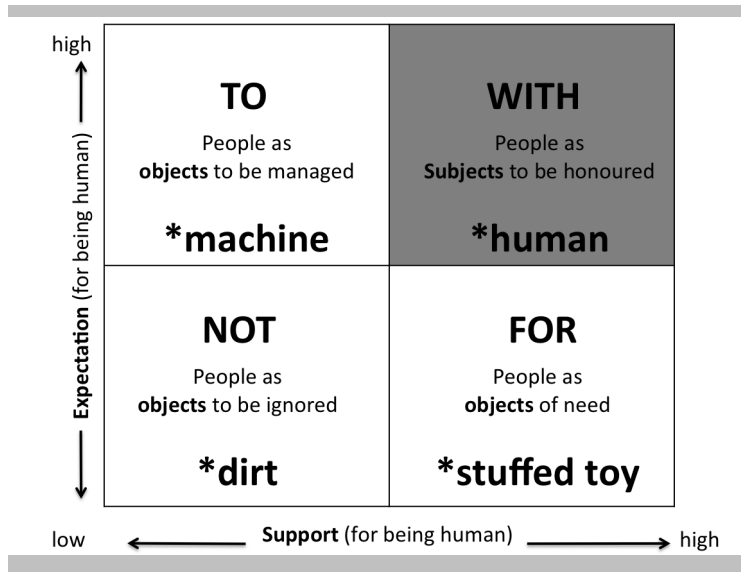 high
TO
People as
objects to be managed
*machine
WITH
People as
Subjects to be honoured
*human
Expectation (for being human)
NOT
People as
objects to be ignored
*dirt
FOR
People as
objects of need
*stuffed toy
low
Support (for being human)
high